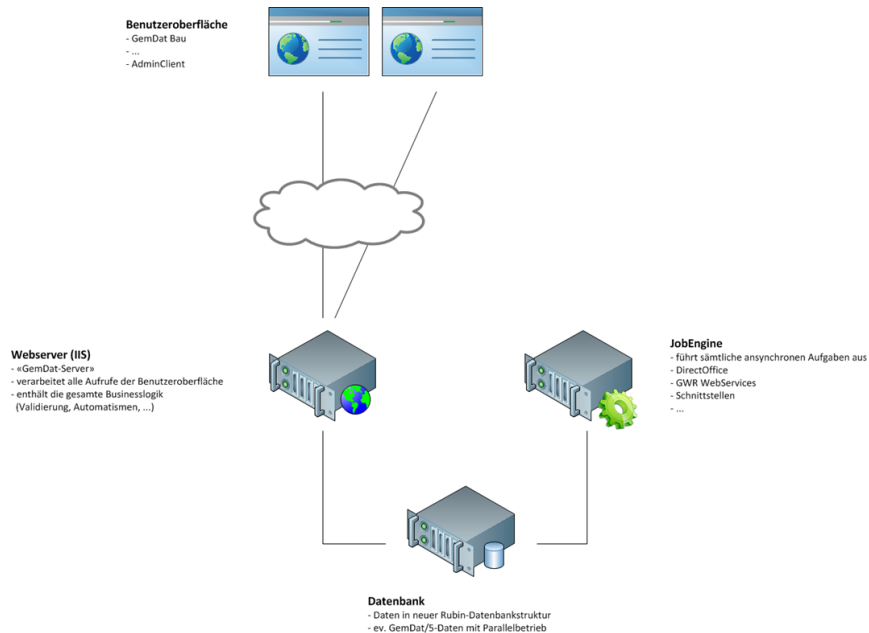 Benutzeroberfläche
- GemDat Bau
- ...
- AdminClient
Webserver (IIS)
- «GemDat-Server»
- verarbeitet alle Aufrufe der Benutzeroberfläche
- enthält die gesamte Businesslogik
(Validierung, Automatismen, ...)
JobEngine
- führt sämtliche ansynchronen Aufgaben aus
- DirectOffice
- GWR WebServices
- Schnittstellen
- ...
Datenbank
- Daten in neuer Rubin-Datenbankstruktur
- ev. GemDat/5-Daten mit Parallelbetrieb